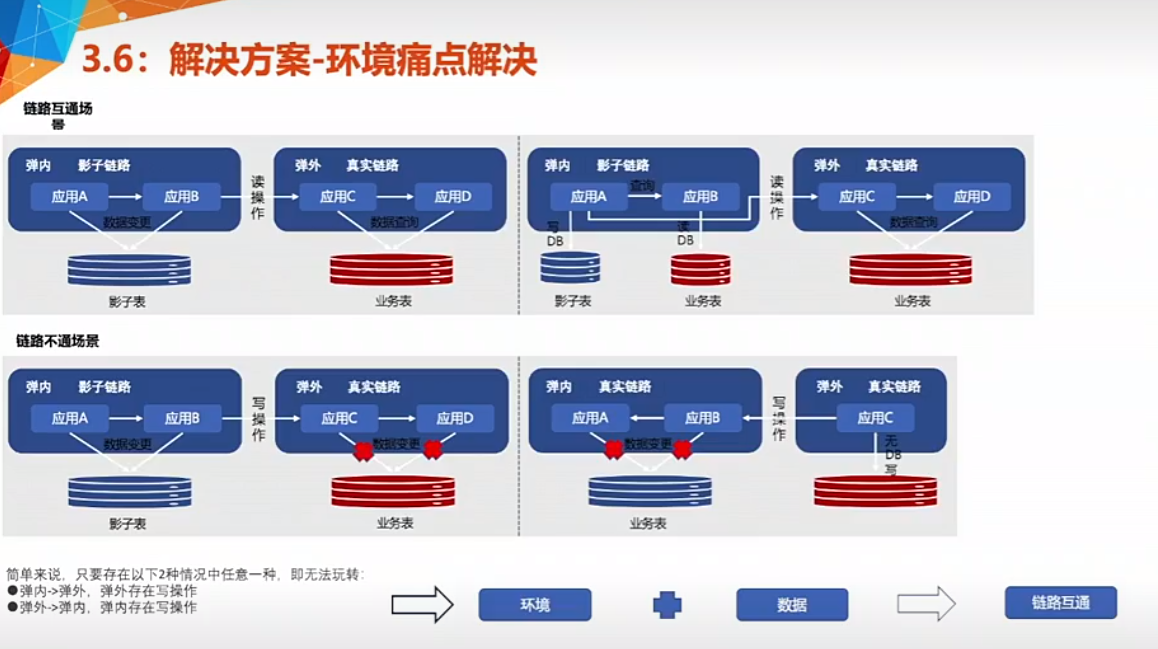 3.6：解决方案-环境痛点解决
链路互通场
景
弹内 影子链路
应用A
应用B
数据变更
影子表
读
操
作
弹外 真实链路
应用C
应用D
数据查询
业务表
弹内 影子链路
应用A
查询
应用B
写
DB
读
DB
影子表
业务表
读
操
作
弹外 真实链路
应用C
应用D
数据查询
业务表
链路不通场景
弹内 影子链路
应用A
应用B
数据变更
影子表
写
操
作
弹外 真实链路
应用C
应用D
数据变更
业务表
弹内 真实链路
应用A
应用B
数据变更
业务表
写
操
作
弹外 真实链路
应用C
无
DB
写
简单来说，只要存在以下2种情况中任意一种，即无法玩转：
●弹内->弹外，弹外存在写操作
●弹外->弹内，弹内存在写操作
环境
数据
链路互通